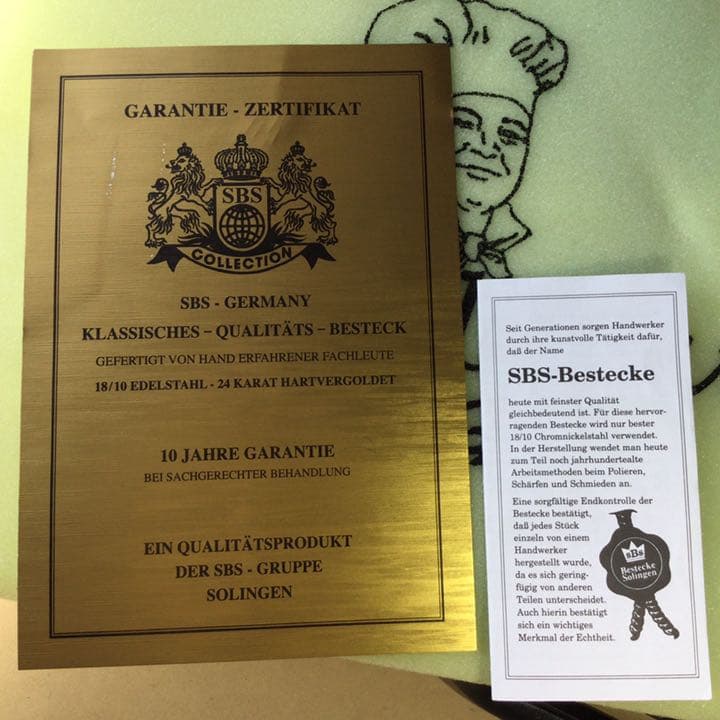 GARANTIE - ZERTIFIKAT
SBS
COLLECTION
SBS - GERMANY
KLASSISCHES - QUALITÄTS - BESTECK
GEFERTIGT VON HAND ERFAHRENER FACHLEUTE
18/10 EDELSTAHL - 24 KARAT HARTVERGOLDET
10 JAHRE GARANTIE
BEI SACHGERECHTER BEHANDLUNG
EIN QUALITÄTSPRODUKT
DER SBS - GRUPPE
SOLINGEN
Seit Generationen sorgen Handwerker
durch ihre kunstvolle Tätigkeit dafür,
daß der Name
SBS-Bestecke
heute mit feinster Qualität
gleichbedeutend ist. Für diese hervor-
ragenden Bestecke wird nur bester
18/10 Chromnickelstahl verwendet.
In der Herstellung wendet man heute
zum Teil noch jahrhundertealte
Arbeitsmethoden beim Polieren,
Schärfen und Schmieden an.
Eine sorgfältige Endkontrolle der
Bestecke bestätigt,
daß jedes Stück
einzeln von einem
Handwerker
hergestellt wurde,
da es sich gering-
fügig von anderen
Teilen unterscheidet.
Auch hierin bestätigt
sich ein wichtiges
Merkmal der Echtheit.
sBs
Bestecke
Solingen